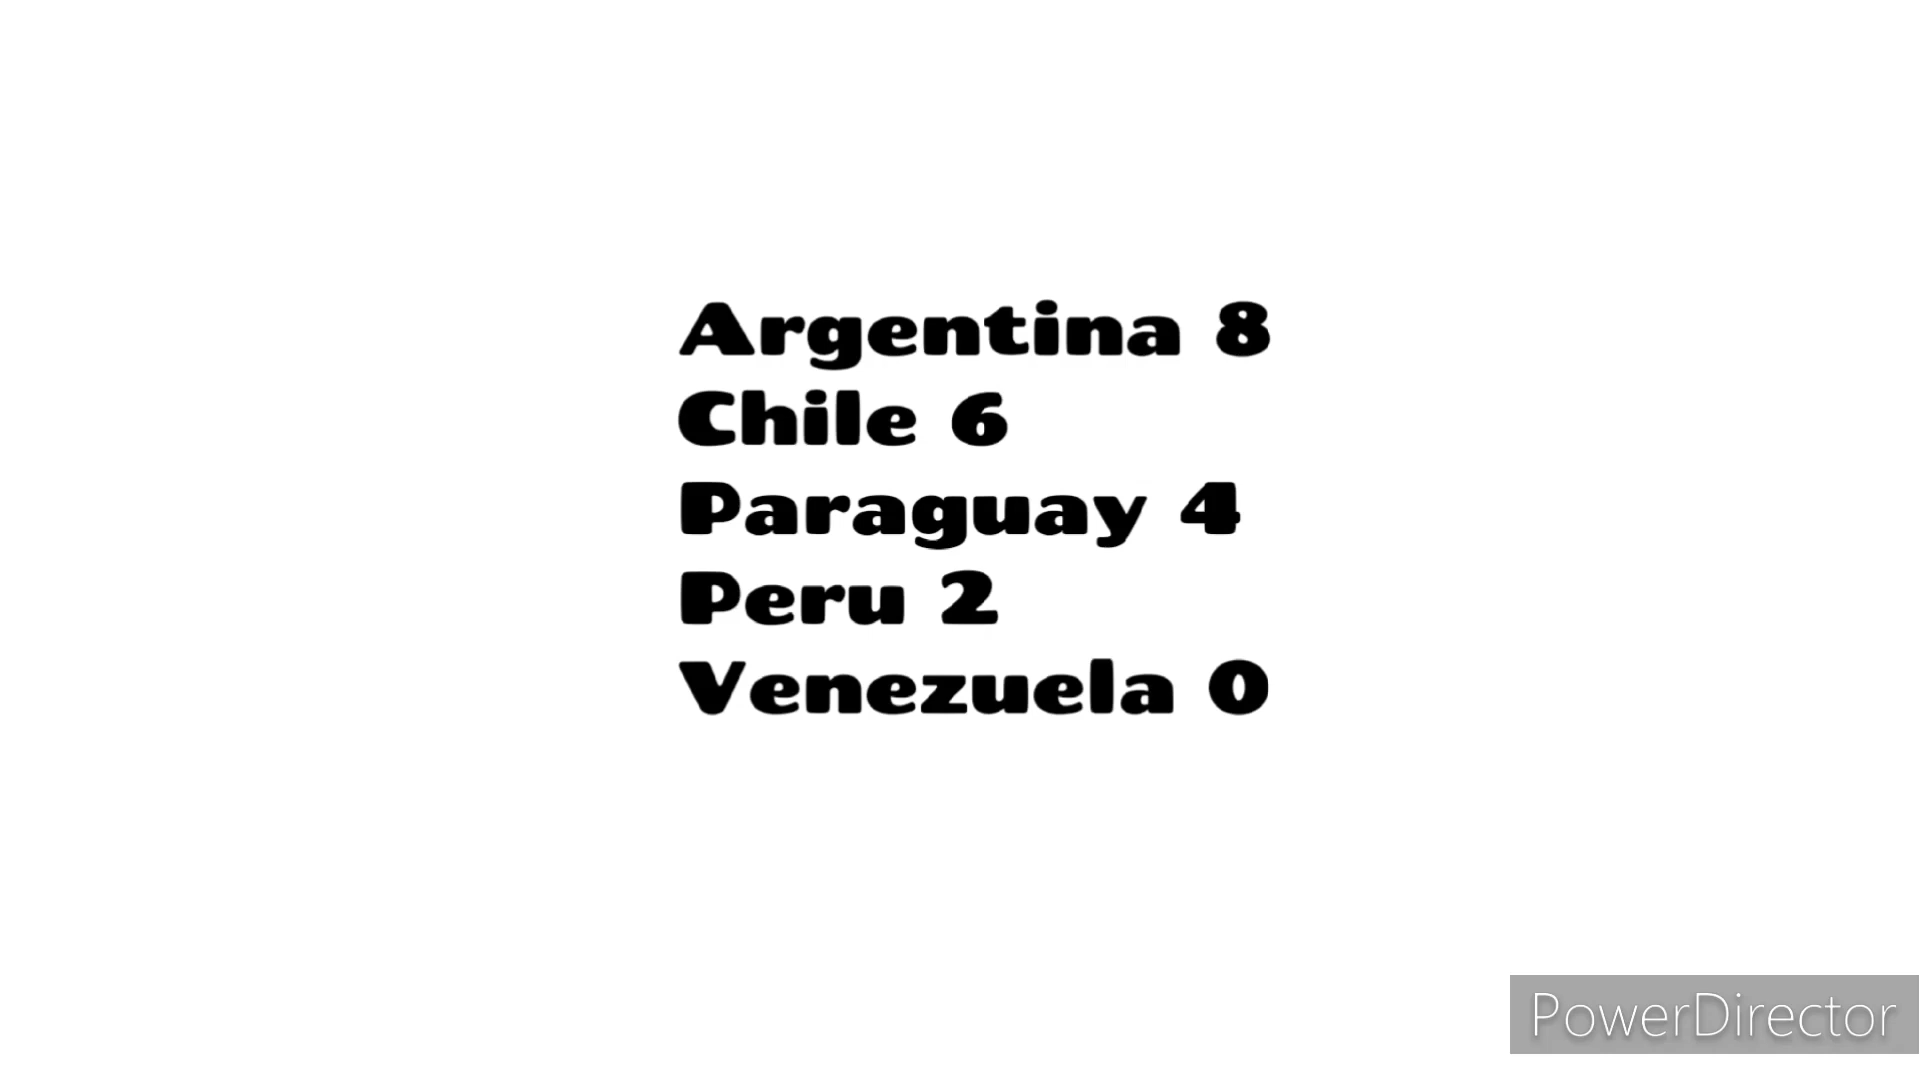 Argentina 8
Chile 6
Paraguay 4
Peru 2
Venezuela 0
PowerDirector